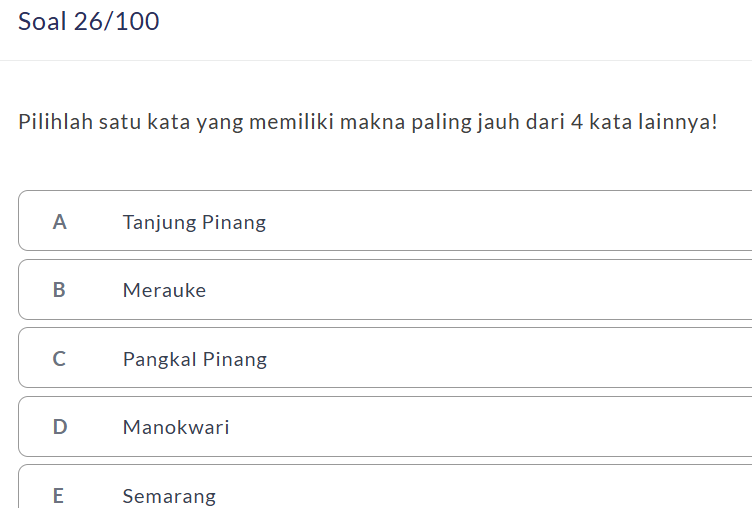 Soal 26/100
Pilihlah satu kata yang memiliki makna paling jauh dari 4 kata lainnya!
A Tanjung Pinang
B Merauke
C Pangkal Pinang
D Manokwari
E Semarang